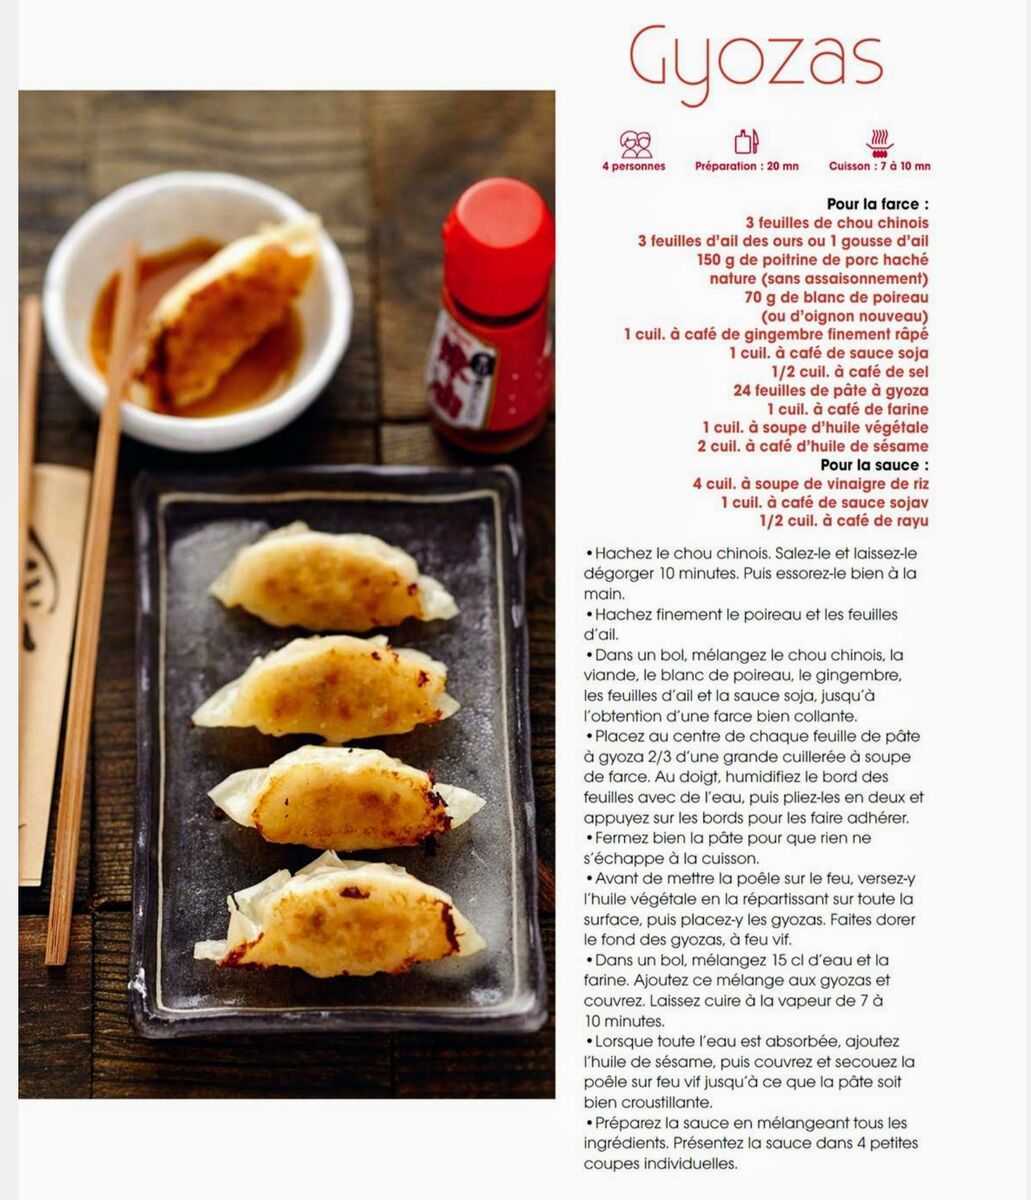 Gyozas
4 personnes
Préparation : 20 mn
Cuisson : 7 à 10 mn
Pour la farce :
3 feuilles de chou chinois
3 feuilles d'ail des ours ou 1 gousse d'ail
150 g de poitrine de porc haché
nature (sans assaisonnement)
70 g de blanc de poireau
(ou d'oignon nouveau)
1 cuil. à café de gingembre finement râpé
1 cuil. à café de sauce soja
1/2 cuil. à café de sel
24 feuilles de pâte à gyoza
1 cuil. à café de farine
1 cuil. à soupe d'huile végétale
2 cuil. à café d'huile de sésame
Pour la sauce :
4 cuil. à soupe de vinaigre de riz
1 cuil. à café de sauce sojav
1/2 cuil. à café de rayu
•Hachez le chou chinois. Salez-le et laissez-le
dégorger 10 minutes. Puis essorez-le bien à la
main.
•Hachez finement le poireau et les feuilles
d'ail.
•Dans un bol, mélangez le chou chinois, la
viande, le blanc de poireau, le gingembre,
les feuilles d'ail et la sauce soja, jusqu'à
l'obtention d'une farce bien collante.
•Placez au centre de chaque feuille de pâte
à gyoza 2/3 d'une grande cuillerée à soupe
de farce. Au doigt, humidifiez le bord des
feuilles avec de l'eau, puis pliez-les en deux et
appuyez sur les bords pour les faire adhérer.
•Fermez bien la pâte pour que rien ne
s'échappe à la cuisson.
•Avant de mettre la poêle sur le feu, versez-y
l'huile végétale en la répartissant sur toute la
surface, puis placez-y les gyozas. Faites dorer
le fond des gyozas, à feu vif.
•Dans un bol, mélangez 15 cl d'eau et la
farine. Ajoutez ce mélange aux gyozas et
couvrez. Laissez cuire à la vapeur de 7 à
10 minutes.
•Lorsque toute l'eau est absorbée, ajoutez
l'huile de sésame, puis couvrez et secouez la
poêle sur feu vif jusqu'à ce que la pâte soit
bien croustillante.
•Préparez la sauce en mélangeant tous les
ingrédients. Présentez la sauce dans 4 petites
coupes individuelles.